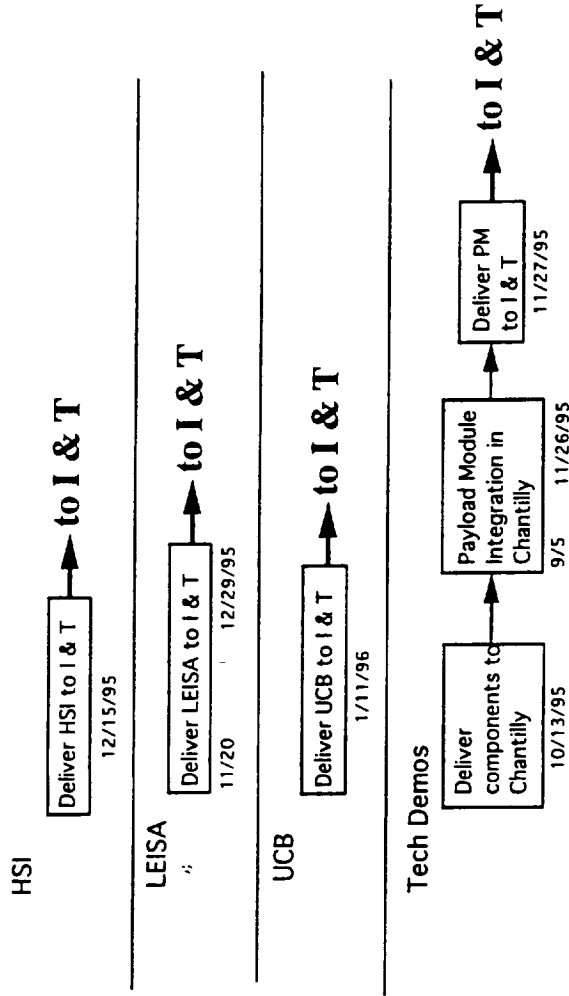 HSI
Deliver HSI to I & T
12/15/95
to I & T
LEISA
Deliver LEISA to I & T
11/20
12/29/95
to I & T
UCB
Deliver UCB to I & T
1/11/96
to I & T
Tech Demos
Deliver
components to
Chantilly
10/13/95
Payload Module
Integration in
Chantilly
9/5
11/26/95
Deliver PM
to I & T
11/27/95
to I & T